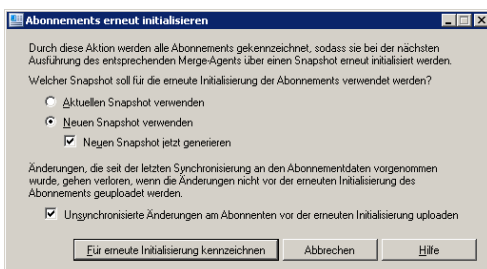 Abonnements erneut initialisieren
Durch diese Aktion werden alle Abonnements gekennzeichnet, sodass sie bei der nächsten
Ausführung des entsprechenden Merge-Agents über einen Snapshot erneut initialisiert werden.
Welcher Snapshot soll für die erneute Initialisierung der Abonnements verwendet werden?
Aktuellen Snapshot verwenden
Neuen Snapshot verwenden
Neuen Snapshot jetzt generieren
Änderungen, die seit der letzten Synchronisierung an den Abonnementdaten vorgenommen
wurde, gehen verloren, wenn die Änderungen nicht vor der erneuten Initialisierung des
Abonnements geuploadet werden.
Unsynchronisierte Änderungen am Abonnenten vor der erneuten Initialisierung uploaden
Für erneute Initialisierung kennzeichnen Abbrechen Hilfe